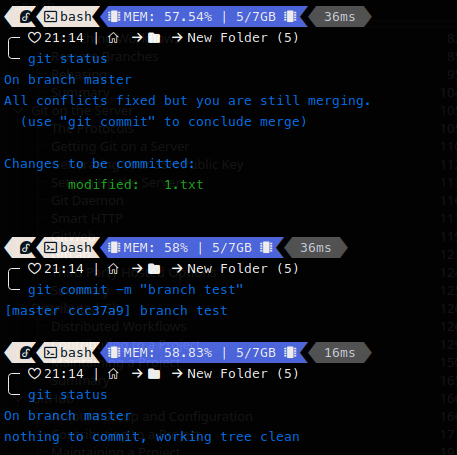 bash MEM: 57.54% | 5/7GB 36ms
21:14 | → → New Folder (5)
git status
On branch master
All conflicts fixed but you are still merging.
(use "git commit" to conclude merge)
Changes to be committed:
modified: 1.txt
bash MEM: 58% | 5/7GB 36ms
21:14 | → → New Folder (5)
git commit -m "branch test"
[master ccc37a9] branch test
bash MEM: 58.83% | 5/7GB 16ms
21:14 | → → New Folder (5)
git status
On branch master
nothing to commit, working tree clean